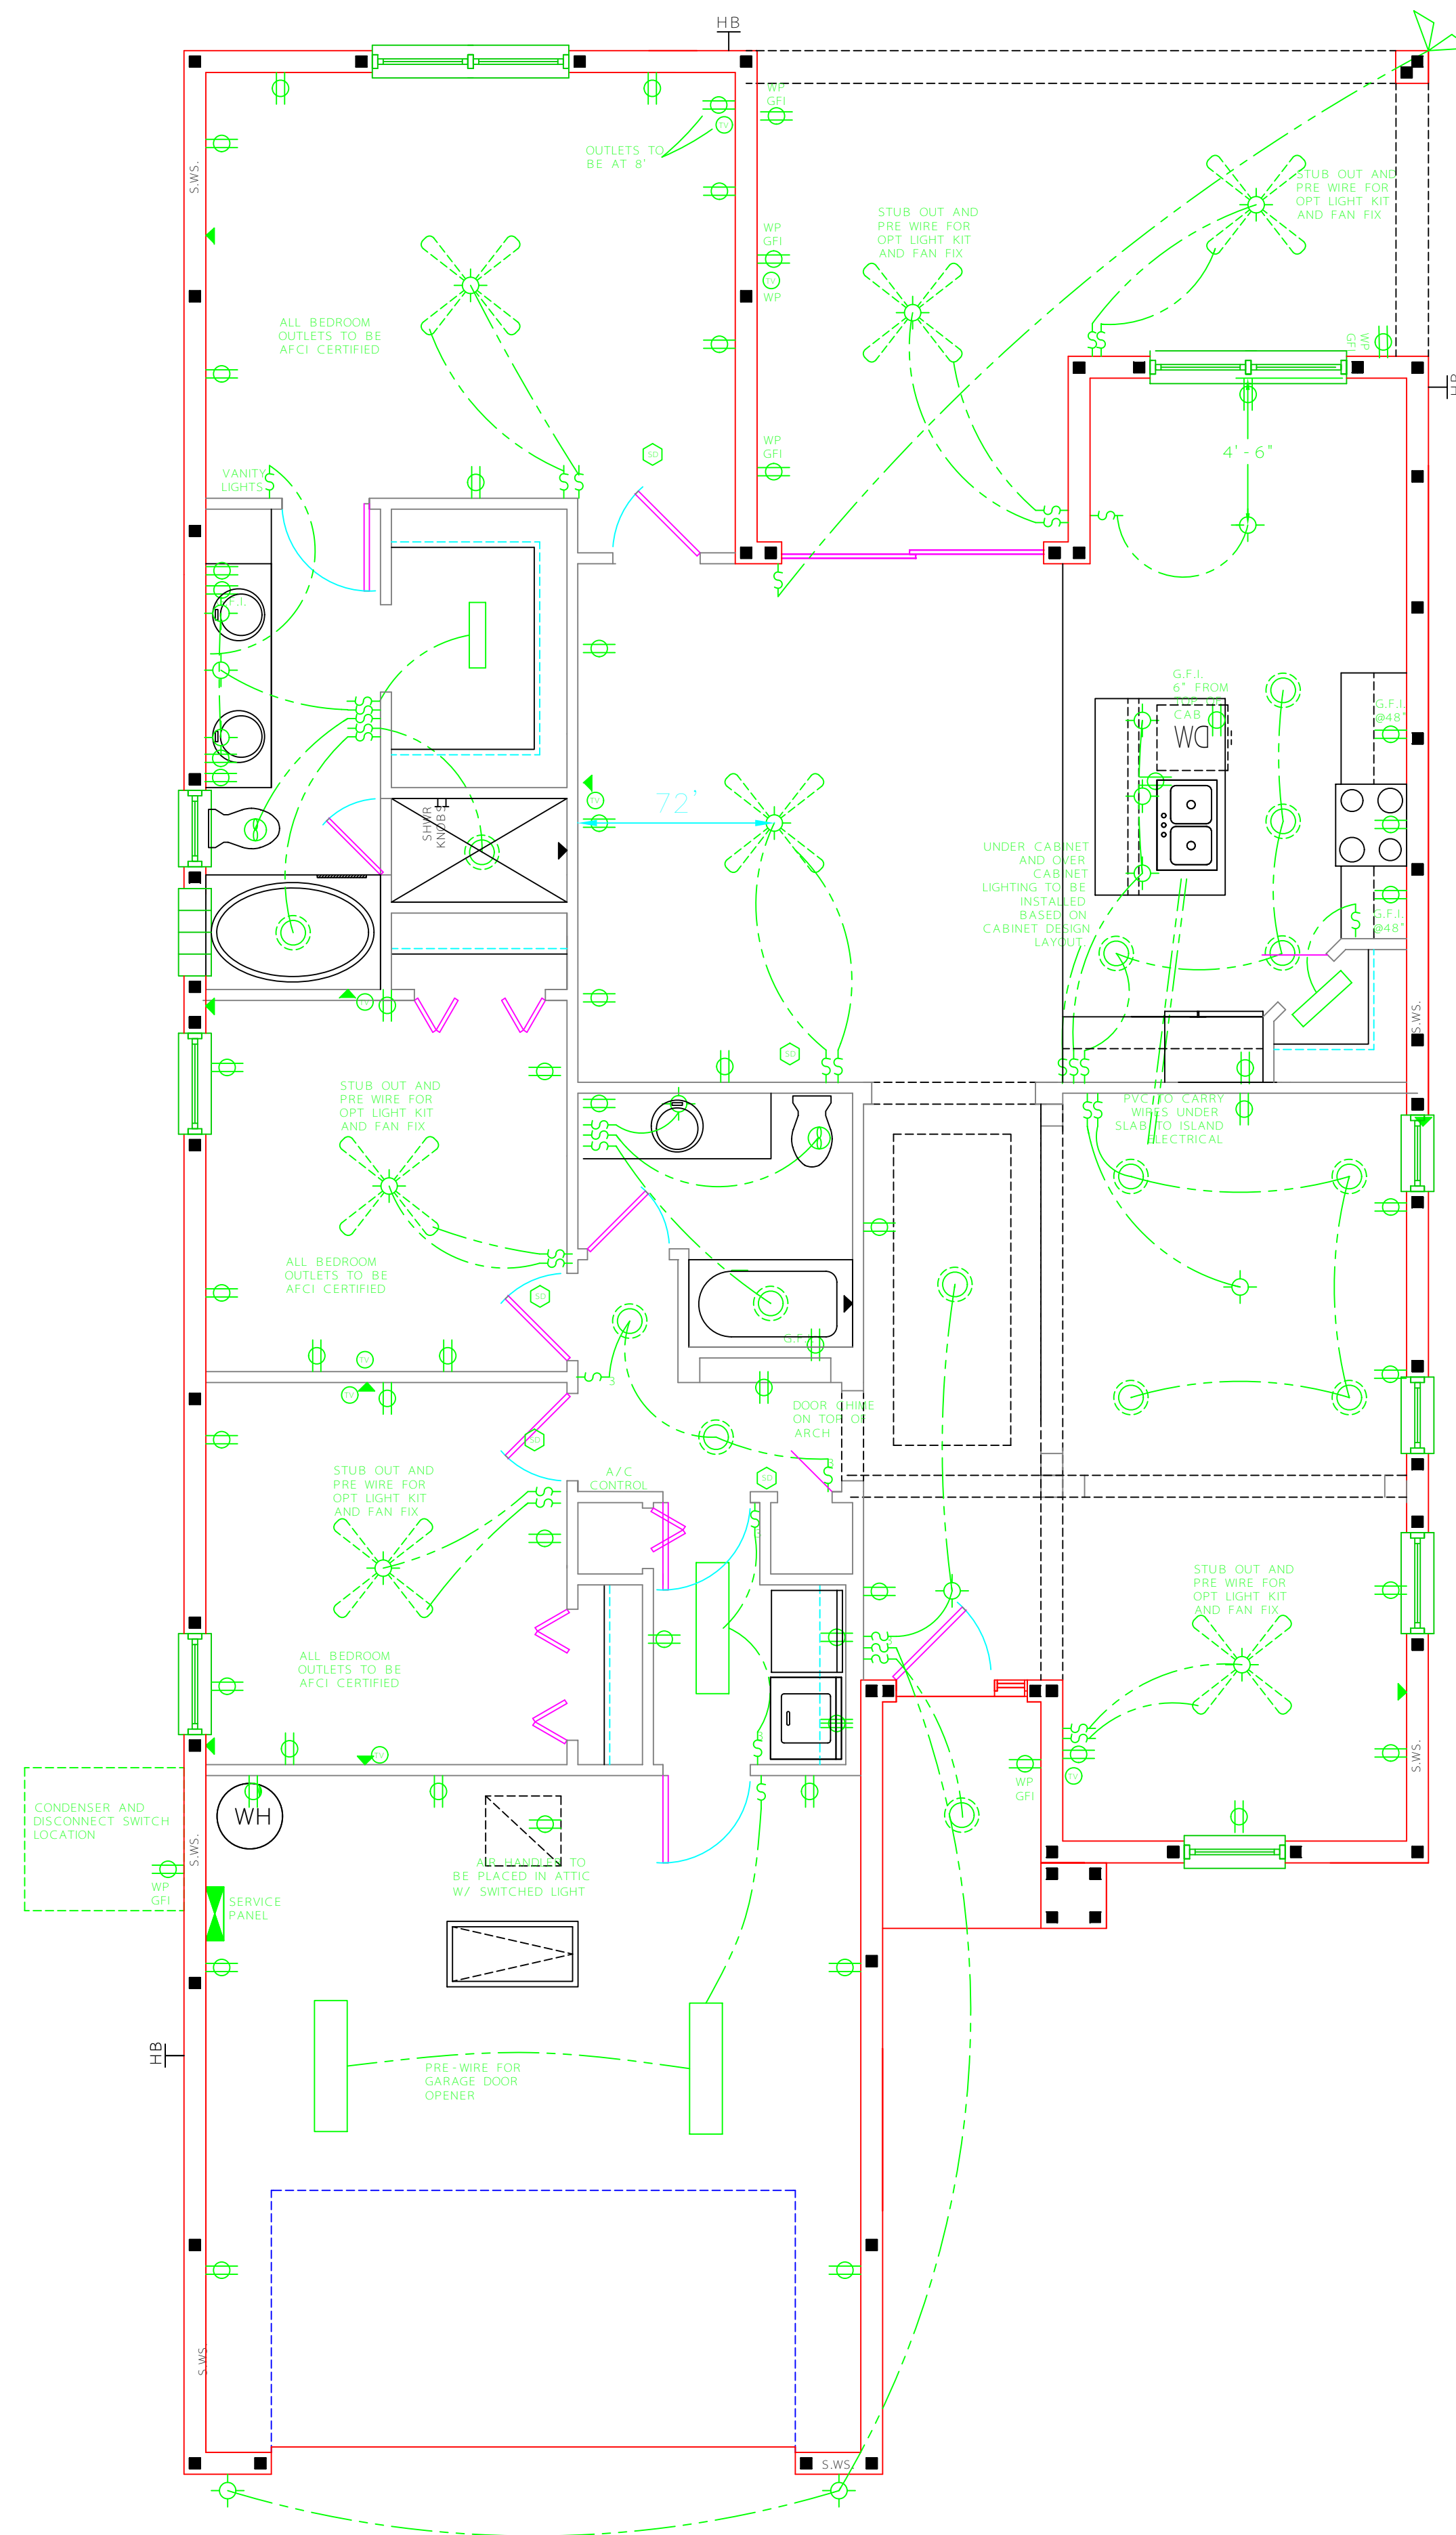 HB
WP
GFI
TV
OUTLETS TO
BE AT 8'
S.WS.
STUB OUT AND
PRE WIRE FOR
OPT LIGHT KIT
AND FAN FIX
STUB OUT AND
PRE WIRE FOR
OPT LIGHT KIT
AND FAN FIX
WP
GFI
TV
WP
ALL BEDROOM
OUTLETS TO BE
AFCI CERTIFIED
WP
GFI
HB
WP
GFI
SD
4'-6"
VANITY
LIGHTS
G.F.I.
6" FROM
CAB
DW
G.F.I.
@48"
TV
72'
SHWR
KNOBS
UNDER CABINET
AND OVER
CABINET
LIGHTING TO BE
INSTALLED
BASED ON
CABINET DESIGN
LAYOUT.
G.F.I.
@48"
S.WS.
TV
SD
STUB OUT AND
PRE WIRE FOR
OPT LIGHT KIT
AND FAN FIX
PVC TO CARRY
WIRES UNDER
SLAB TO ISLAND
ELECTRICAL
ALL BEDROOM
OUTLETS TO BE
AFCI CERTIFIED
SD
TV
3
TV
DOOR CHIME
ON TOP OF
ARCH
SD
A/C
CONTROL
SD
STUB OUT AND
PRE WIRE FOR
OPT LIGHT KIT
AND FAN FIX
STUB OUT AND
PRE WIRE FOR
OPT LIGHT KIT
AND FAN FIX
ALL BEDROOM
OUTLETS TO BE
AFCI CERTIFIED
TV
S.WS.
WP
GFI
TV
CONDENSER AND
DISCONNECT SWITCH
LOCATION
WH
S.WS.
AIR HANDLER TO
BE PLACED IN ATTIC
W/ SWITCHED LIGHT
WP
GFI
SERVICE
PANEL
HB
PRE-WIRE FOR
GARAGE DOOR
OPENER
S.WS.
S.WS.